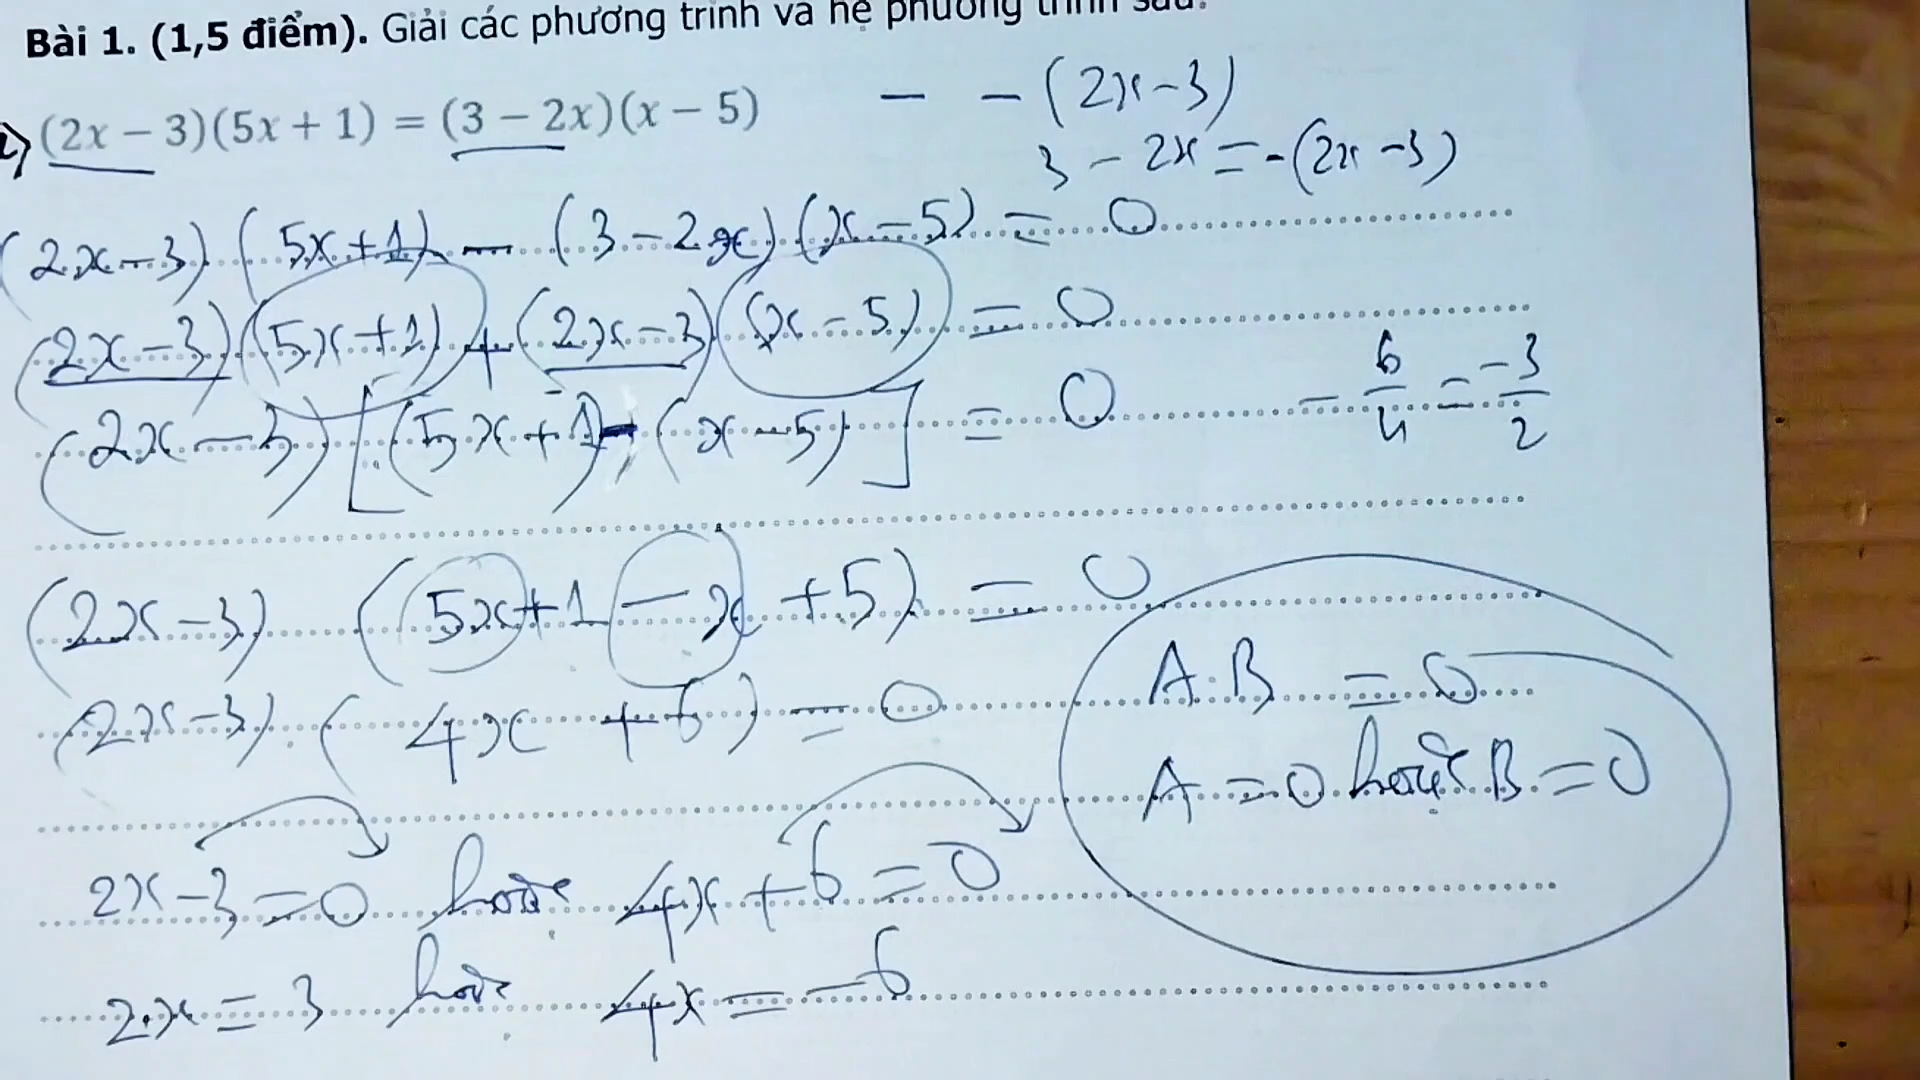 Bài 1. (1,5 điểm). Giải các phương trình và hệ phương trình sau:
(2x − 3)(5x + 1) = (3 − 2x)(x − 5)
− −(2x−3)
3 − 2x = −(2x −3)
(2x−3)(5x+1) − (3−2x)(x−5) = 0
(2x−3)(5x+1) + (2x−3)(x−5) = 0
(2x−3)[(5x+1)−(x−5)] = 0
− 6/4 = −3/2
(2x−3) (5x+1−x+5) = 0
(2x−3).(4x+6) = 0
A.B = 0
A = 0 hoặc B = 0
2x−3=0 hoặc 4x+6=0
2x = 3 hoặc 4x = −6